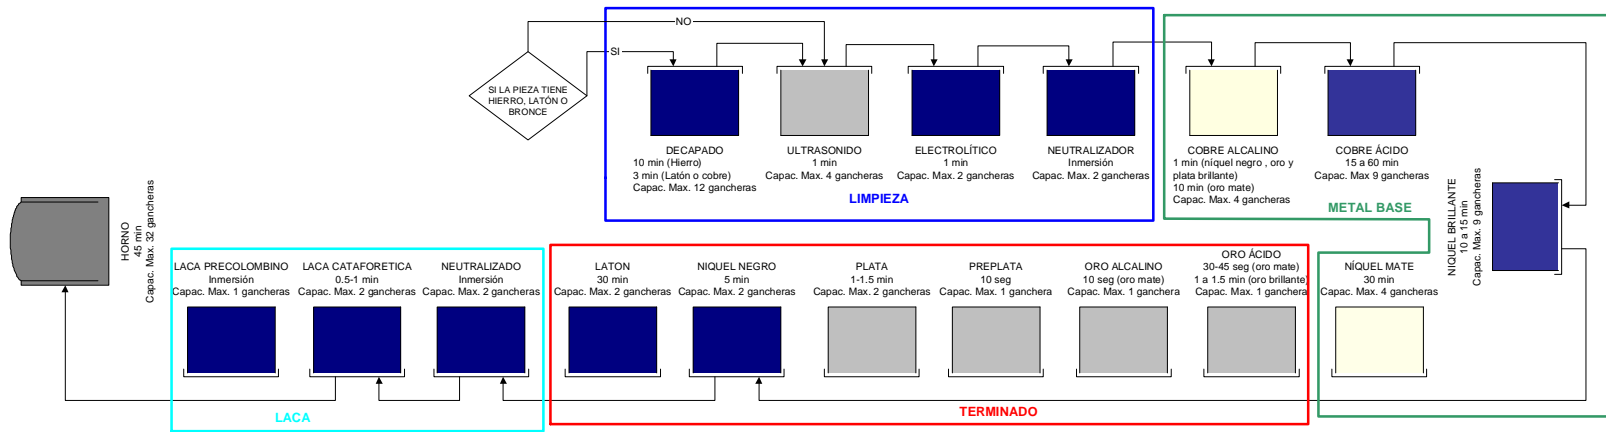 NO
SI
SI LA PIEZA TIENE
HIERRO, LATÓN O
BRONCE
DECAPADO
10 min (Hierro)
3 min (Latón o cobre)
Capac. Max. 12 gancheras
ULTRASONIDO
1 min
Capac. Max. 4 gancheras
ELECTROLÍTICO
1 min
Capac. Max. 2 gancheras
NEUTRALIZADOR
Inmersión
Capac. Max. 2 gancheras
LIMPIEZA
COBRE ALCALINO
1 min (níquel negro , oro y
plata brillante)
10 min (oro mate)
Capac. Max. 4 gancheras
COBRE ÁCIDO
15 a 60 min
Capac. Max 9 gancheras
METAL BASE
NIQUEL BRILLANTE
10 a 15 min
Capac. Max. 9 gancheras
HORNO
45 min
Capac. Max. 32 gancheras
LACA PRECOLOMBINO
Inmersión
Capac. Max. 1 gancheras
LACA CATAFORETICA
0.5-1 min
Capac. Max. 2 gancheras
NEUTRALIZADO
Inmersión
Capac. Max. 2 gancheras
LACA
LATON
30 min
Capac. Max. 2 gancheras
NIQUEL NEGRO
5 min
Capac. Max. 2 gancheras
PLATA
1-1.5 min
Capac. Max. 2 gancheras
PREPLATA
10 seg
Capac. Max. 1 ganchera
ORO ALCALINO
10 seg (oro mate)
Capac. Max. 1 ganchera
ORO ÁCIDO
30-45 seg (oro mate)
1 a 1.5 min (oro brillante)
Capac. Max. 1 ganchera
TERMINADO
NÍQUEL MATE
30 min
Capac. Max. 4 gancheras